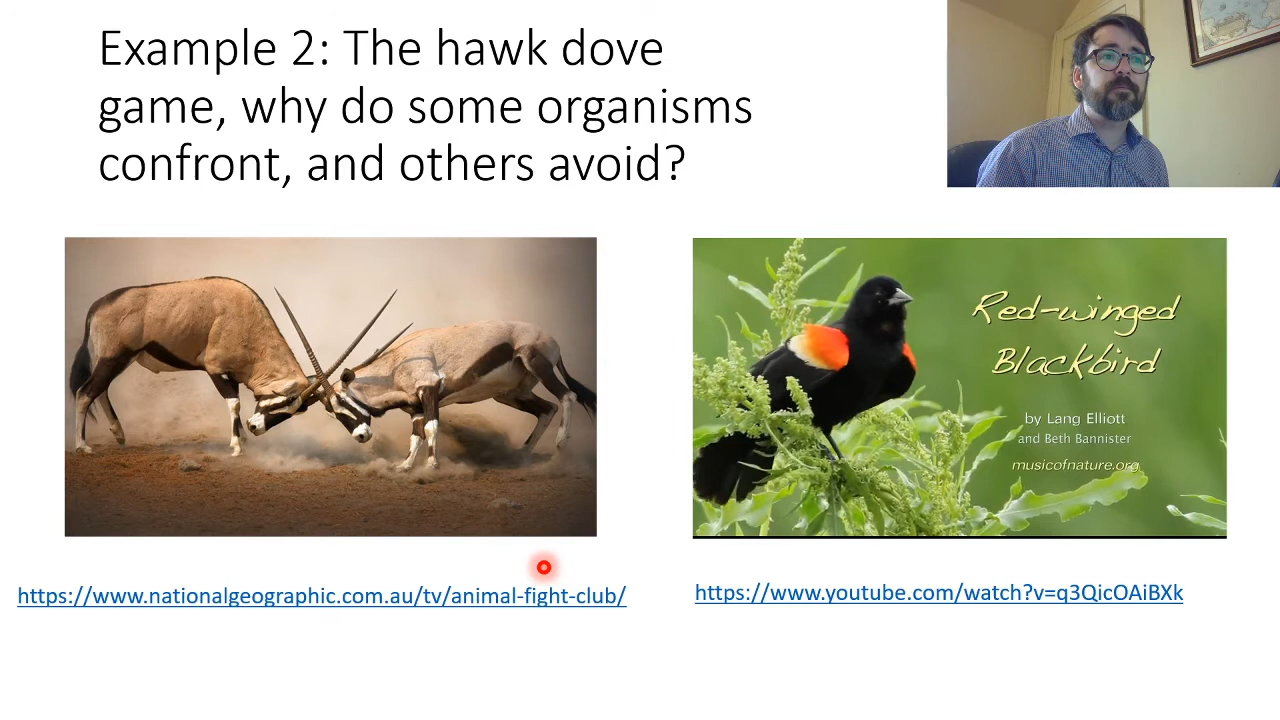 Example 2: The hawk dove
game, why do some organisms
confront, and others avoid?
Red-winged
Blackbird
by Lang Elliott
and Beth Bannister
musicofnature.org
https://www.nationalgeographic.com.au/tv/animal-fight-club/
https://www.youtube.com/watch?v=q3QicOAiBXk